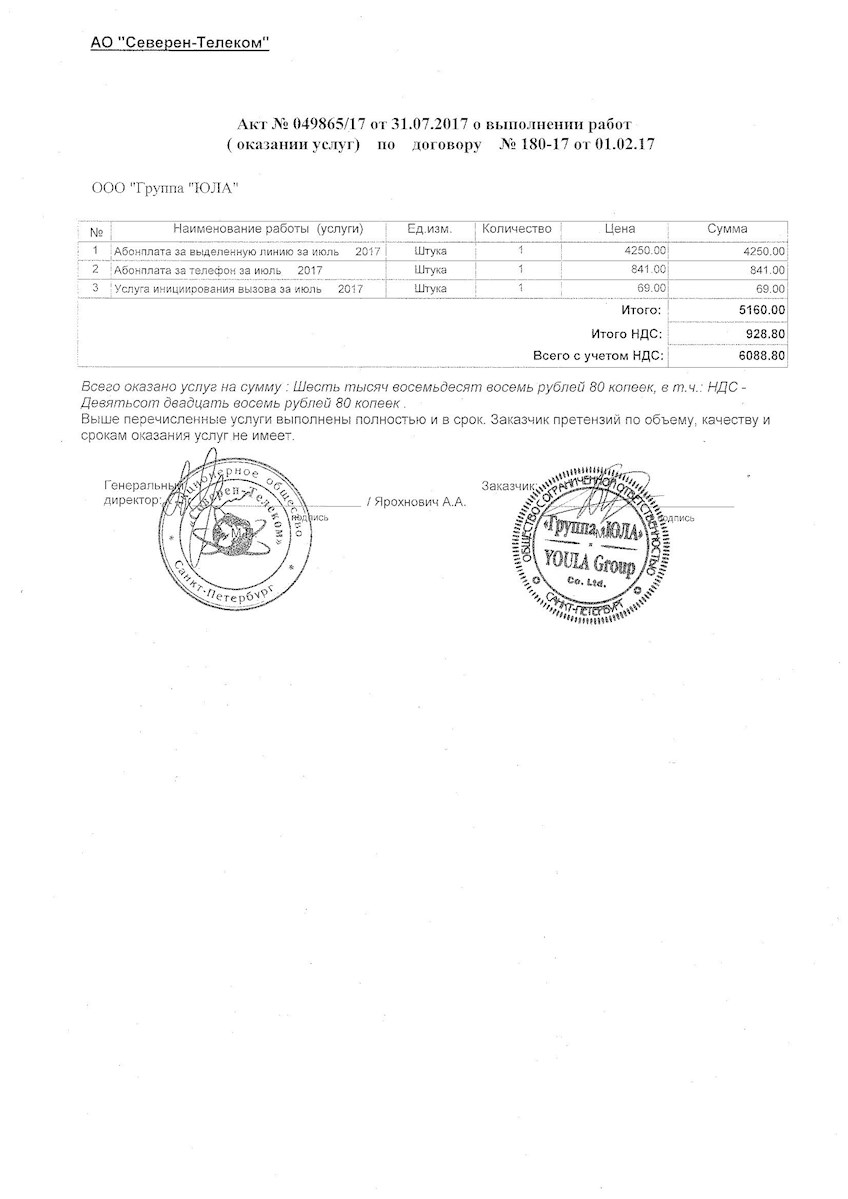 АО "Северен-Телеком"
Акт № 049865/17 от 31.07.2017 о выполнении работ
( оказании услуг) по договору № 180-17 от 01.02.17
ООО "Группа "ЮЛА"
№ Наименование работы (услуги) Ед.изм. Количество Цена Сумма
1 Абонплата за выделенную линию за июль 2017 Штука 1 4250.00 4250.00
2 Абонплата за телефон за июль 2017 Штука 1 841.00 841.00
3 Услуга инициирования вызова за июль 2017 Штука 1 69.00 69.00
Итого: 5160.00
Итого НДС: 928.80
Всего с учетом НДС: 6088.80
Всего оказано услуг на сумму : Шесть тысяч восемьдесят восемь рублей 80 копеек, в т.ч.: НДС -
Девятьсот двадцать восемь рублей 80 копеек .
Выше перечисленные услуги выполнены полностью и в срок. Заказчик претензий по объему, качеству и
срокам оказания услуг не имеет.
Генеральный
директор: / Ярохнович А.А.
подпись
Акционерное общество
«Северен-Телеком»
Санкт-Петербург
Заказчик:
подпись
ОБЩЕСТВО С ОГРАНИЧЕННОЙ ОТВЕТСТВЕННОСТЬЮ
«Группа «ЮЛА»
YOULA Group
Co. Ltd.
САНКТ-ПЕТЕРБУРГ